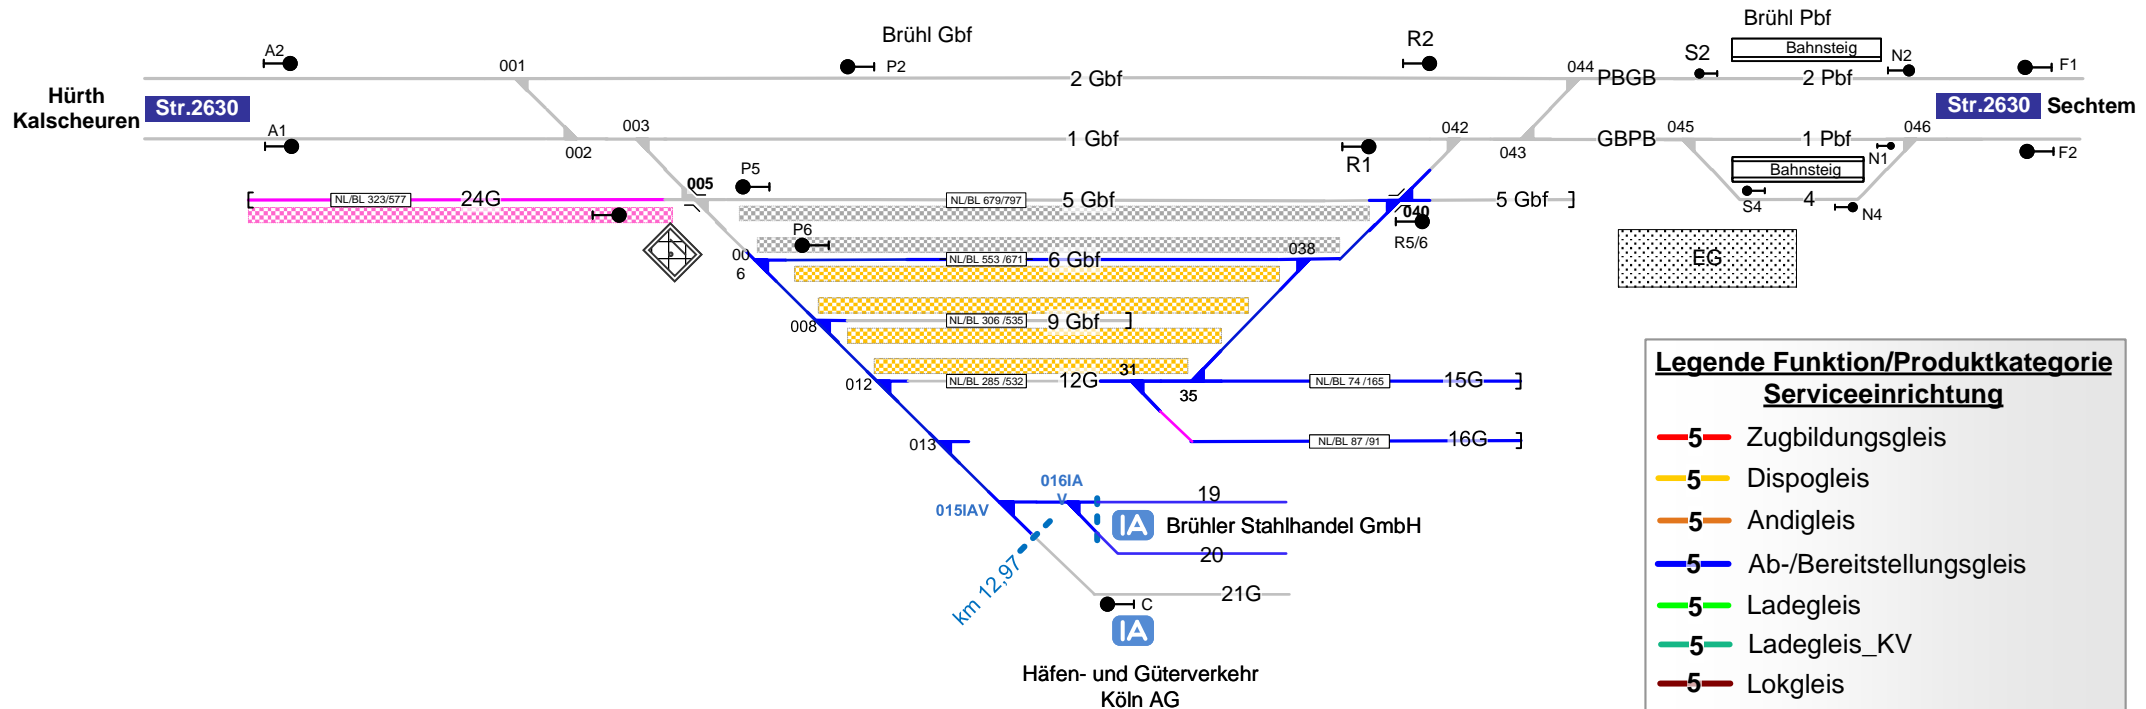 Brühl Gbf
Brühl Pbf
A2
001
P2
R2
044
S2
Bahnsteig
N2
F1
2 Gbf
PBGB
2 Pbf
Hürth
Kalscheuren
Str.2630
Str.2630
Sechtem
A1
002
003
1 Gbf
R1
042
043
GBPB
045
1 Pbf
N1
046
F2
Bahnsteig
NL/BL 323/577
24G
005
P5
NL/BL 679/797
5 Gbf
040
5 Gbf
S4
4
N4
R5/6
P6
00
6
NL/BL 553 /671
6 Gbf
038
EG
008
NL/BL 306 /535
9 Gbf
012
NL/BL 285 /532
12G
31
35
NL/BL 74 /165
15G
013
NL/BL 87 /91
16G
016IA
V
015IAV
19
IA
Brühler Stahlhandel GmbH
20
km 12,97
21G
C
IA
Häfen- und Güterverkehr
Köln AG
Legende Funktion/Produktkategorie
Serviceeinrichtung
5 Zugbildungsgleis
5 Dispogleis
5 Andigleis
5 Ab-/Bereitstellungsgleis
5 Ladegleis
5 Ladegleis_KV
5 Lokgleis